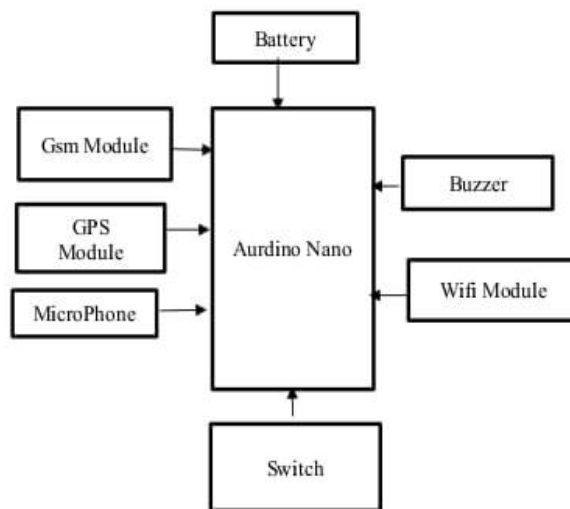 Battery
Gsm Module
Buzzer
GPS
Module
Aurdino Nano
Wifi Module
MicroPhone
Switch